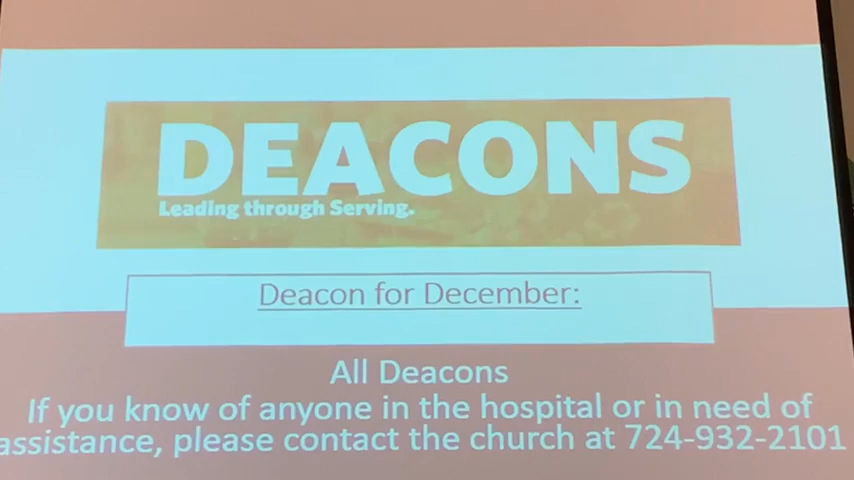 DEACONS
Leading through Serving.
Deacon for December:
All Deacons
If you know of anyone in the hospital or in need of
assistance, please contact the church at 724-932-2101